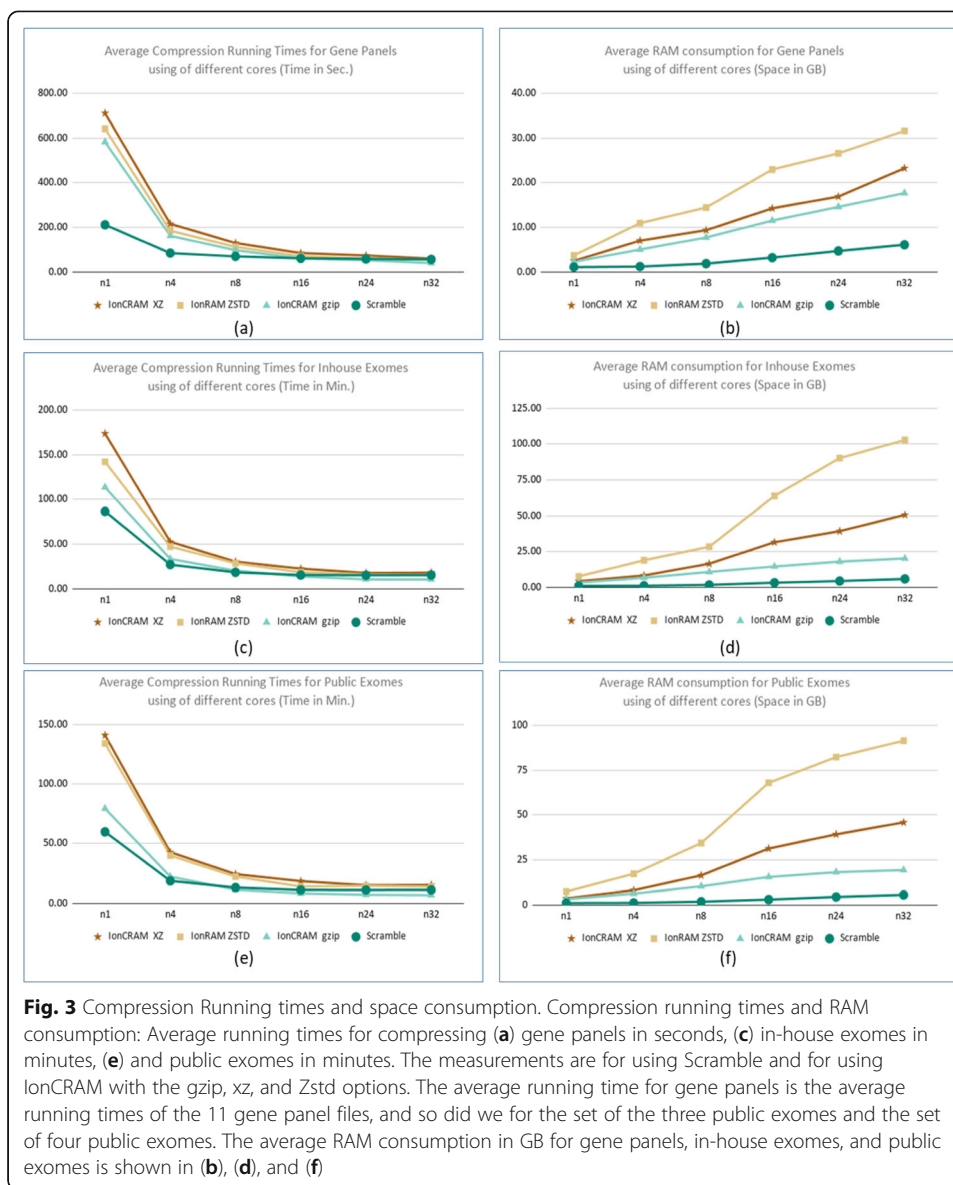 Average Compression Running Times for Gene Panels
using of different cores (Time in Sec.)
800.00
600.00
400.00
200.00
0.00
n1 n4 n8 n16 n24 n32
IonCRAM XZ IonRAM ZSTD IonCRAM gzip Scramble
(a)
Average RAM consumption for Gene Panels
using of different cores (Space in GB)
40.00
30.00
20.00
10.00
0.00
n1 n4 n8 n16 n24 n32
IonCRAM XZ IonRAM ZSTD IonCRAM gzip Scramble
(b)
Average Compression Running Times for Inhouse Exomes
using of different cores (Time in Min.)
200.00
150.00
100.00
50.00
0.00
n1 n4 n8 n16 n24 n32
IonCRAM XZ IonRAM ZSTD IonCRAM gzip Scramble
(c)
Average RAM consumption for Inhouse Exomes
using of different cores (Space in GB)
125.00
100.00
75.00
50.00
25.00
0.00
n1 n4 n8 n16 n24 n32
IonCRAM XZ IonRAM ZSTD IonCRAM gzip Scramble
(d)
Average Compression Running Times for Public Exomes
using of different cores (Time in Min.)
150.00
100.00
50.00
0.00
n1 n4 n8 n16 n24 n32
IonCRAM XZ IonRAM ZSTD IonCRAM gzip Scramble
(e)
Average RAM consumption for Public Exomes
using of different cores (Space in GB)
100
75
50
25
0
n1 n4 n8 n16 n24 n32
IonCRAM XZ IonRAM ZSTD IonCRAM gzip Scramble
(f)
Fig. 3 Compression Running times and space consumption. Compression running times and RAM
consumption: Average running times for compressing (a) gene panels in seconds, (c) in-house exomes in
minutes, (e) and public exomes in minutes. The measurements are for using Scramble and for using
IonCRAM with the gzip, xz, and Zstd options. The average running time for gene panels is the average
running times of the 11 gene panel files, and so did we for the set of the three public exomes and the set
of four public exomes. The average RAM consumption in GB for gene panels, in-house exomes, and public
exomes is shown in (b), (d), and (f)